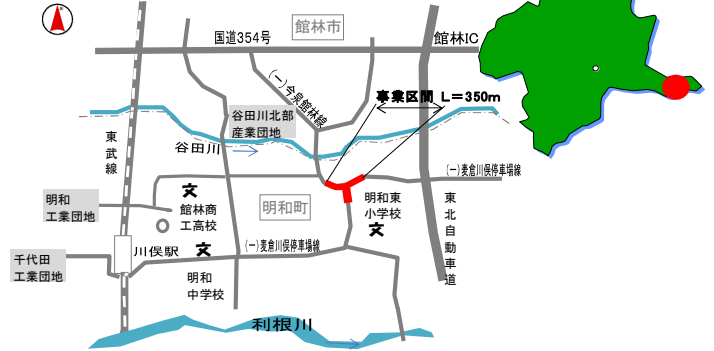 館林市
国道354号
館林IC
(一)今泉館林線
事業区間 L=350m
谷田川北部
産業団地
東武線
谷田川
(一)麦倉川俣停車場線
明和
工業団地
文
館林商
工高校
明和町
明和東
小学校
文
東北自動車道
川俣駅
文
(一)麦倉川俣停車場線
千代田
工業団地
明和
中学校
利根川